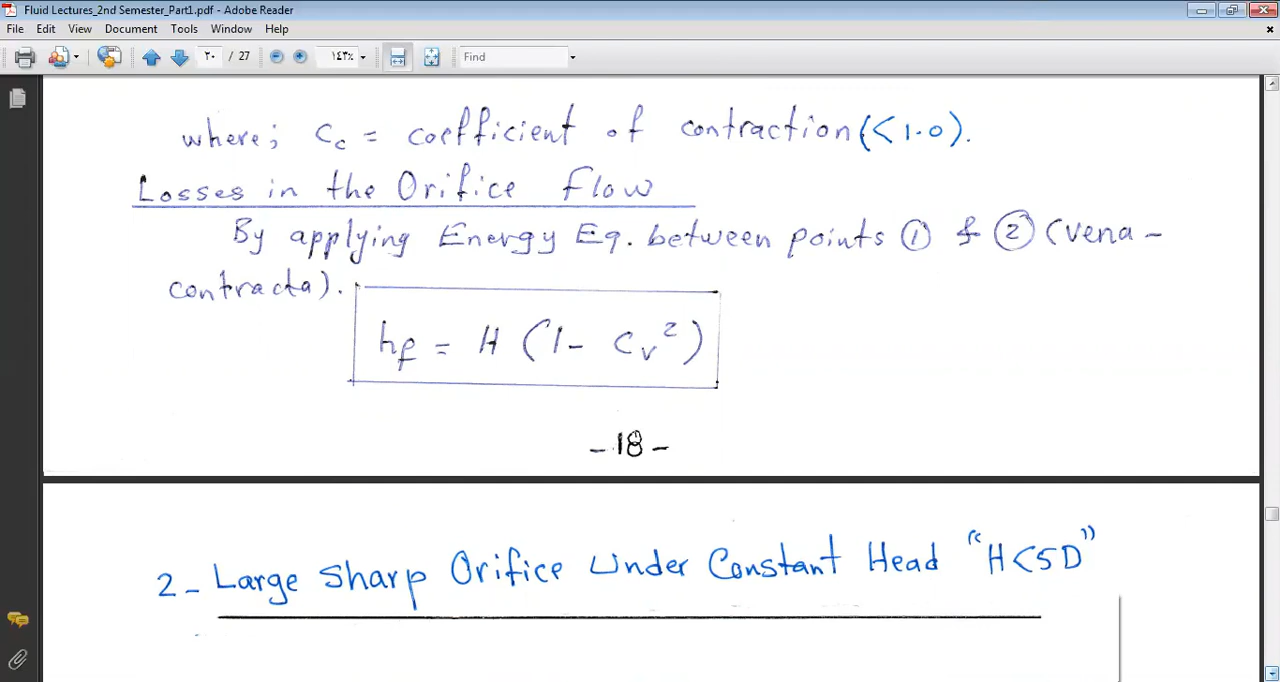 Fluid Lectures_2nd Semester_Part1.pdf - Adobe Reader
File Edit View Document Tools Window Help
٢٠ / 27 ١٤٣% Find
where; Cc = coefficient of contraction (<1.0).
Losses in the Orifice flow
By applying Energy Eq. between points ① & ② (vena-
contracta).
hf = H (1 - Cv²)
-18-
2- Large Sharp Orifice Under Constant Head "H<5D"